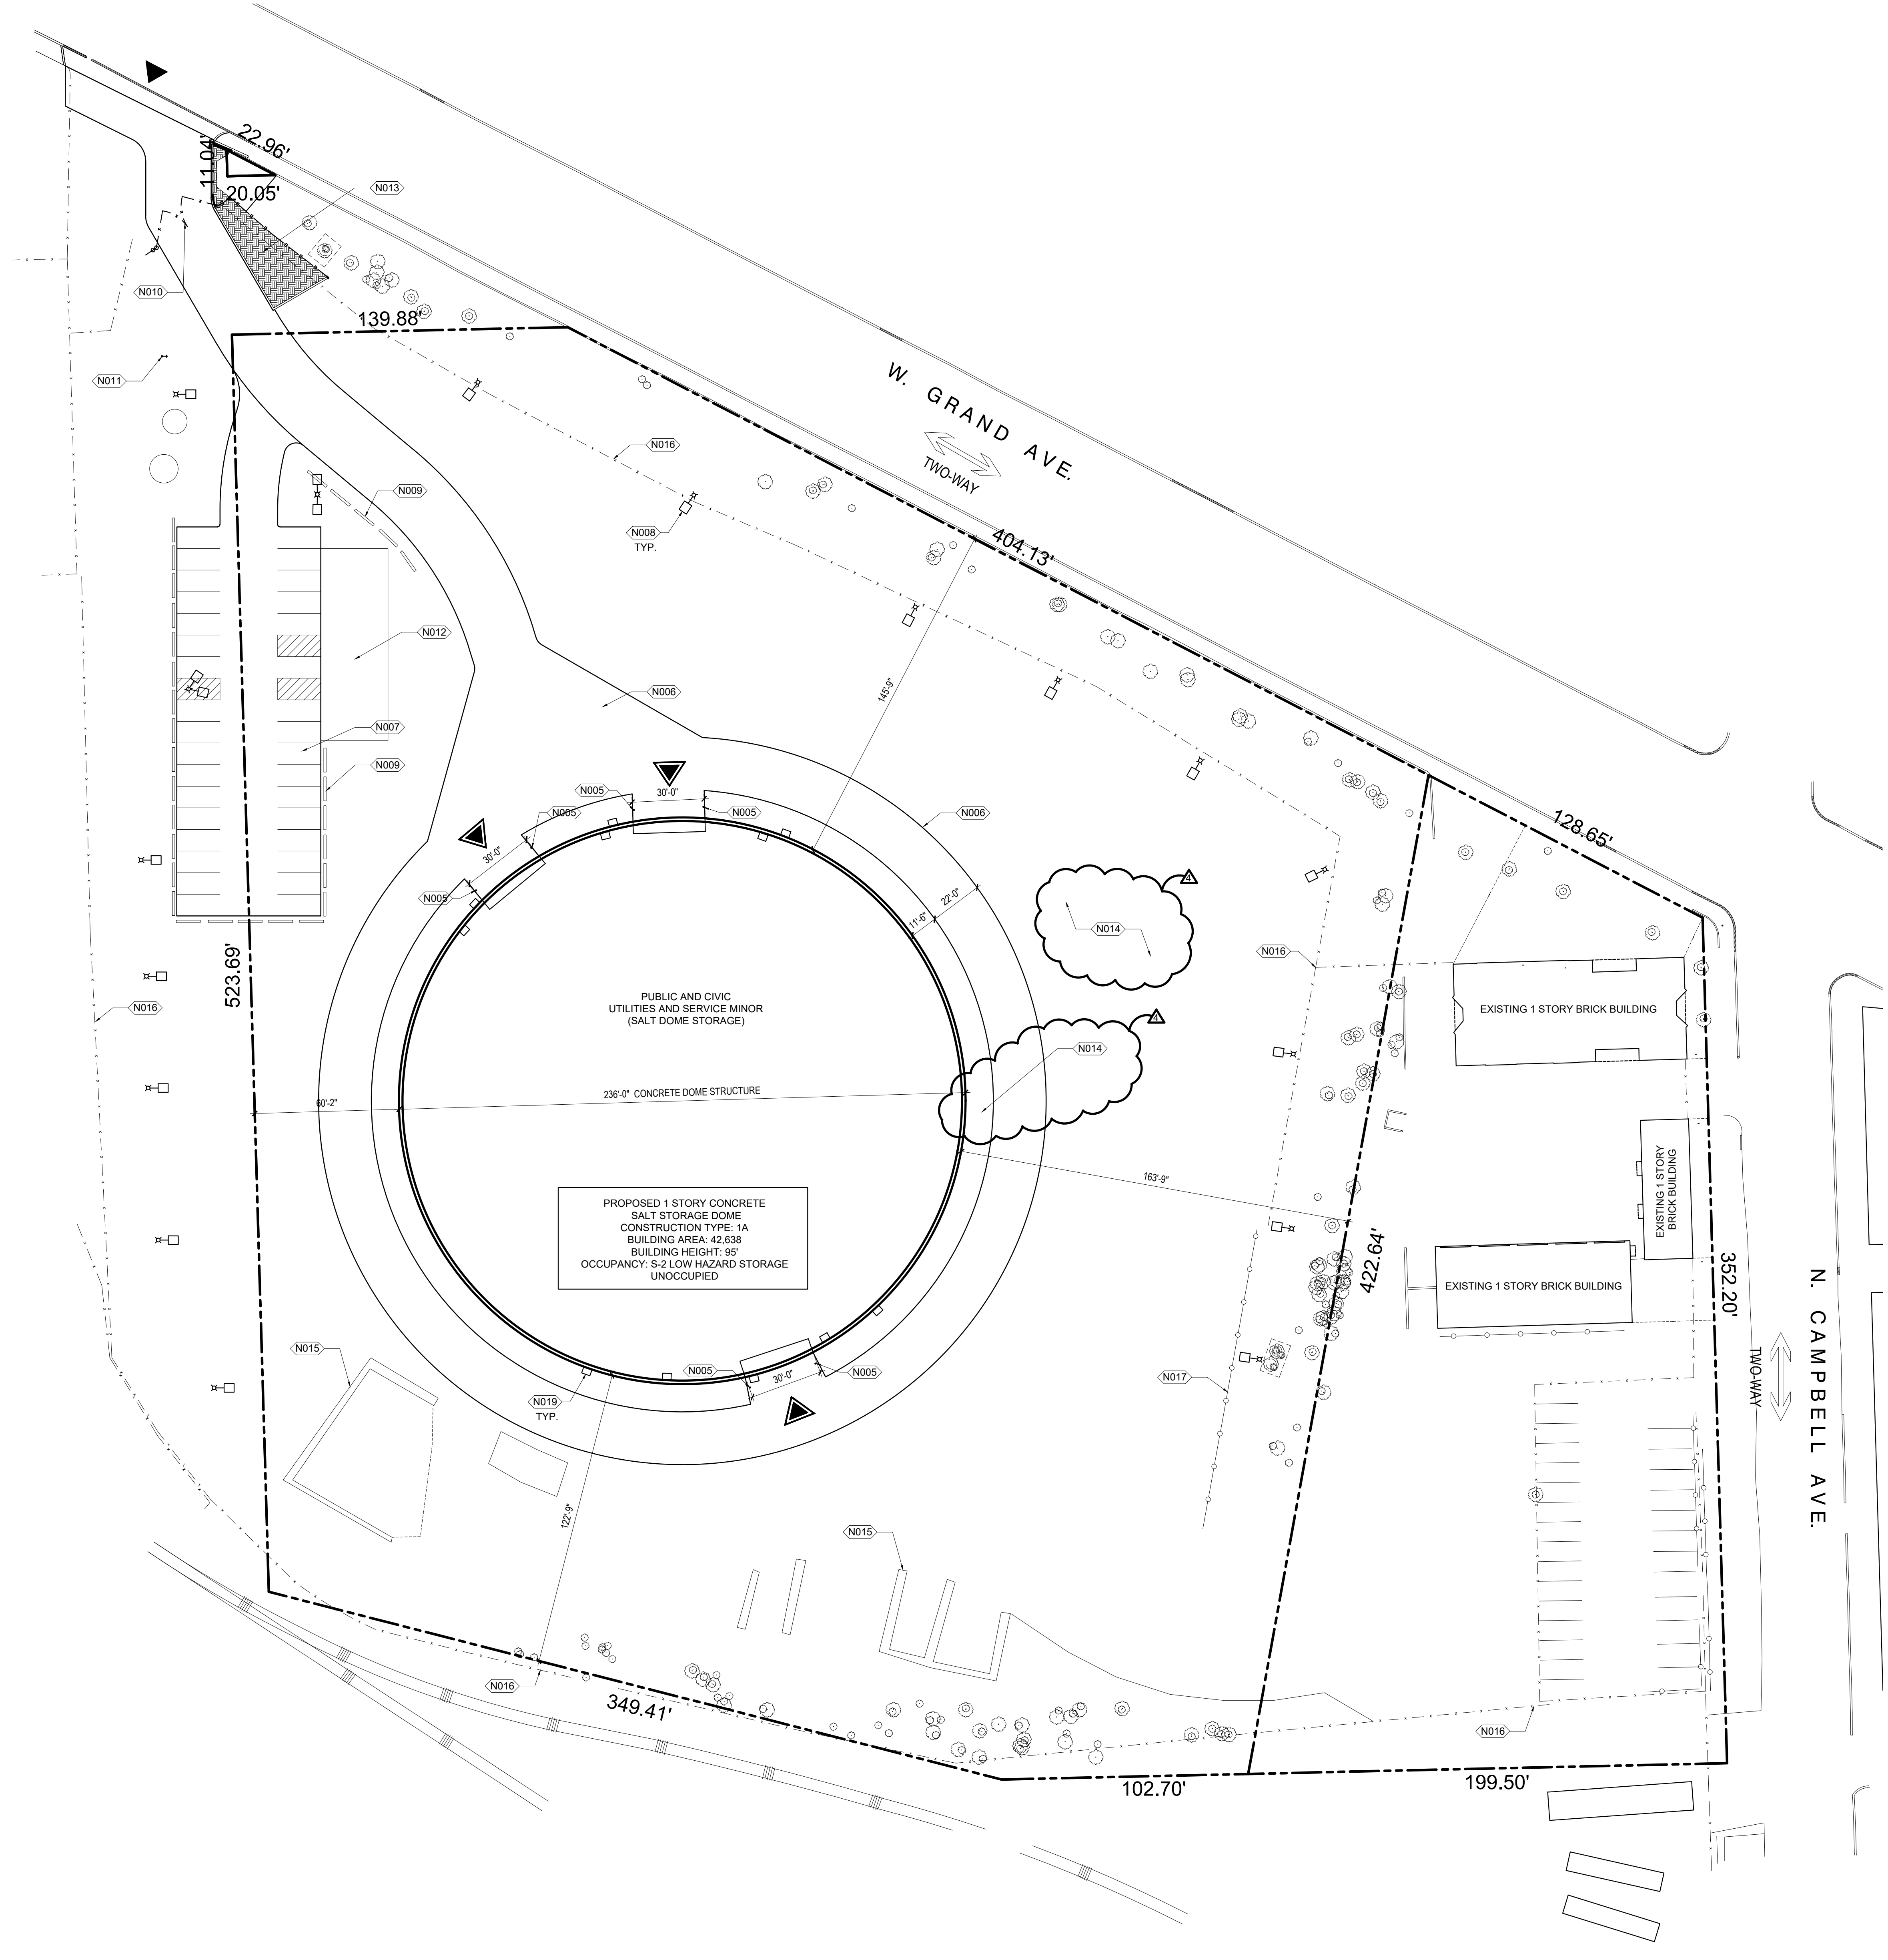 22.96'
11.04'
20.05'
N013
N010
139.88'
N011
W. GRAND AVE.
TWO-WAY
N016
N009
N008
TYP.
404.13'
N012
145'-9"
N006
N007
N009
N005
30'-0"
N005
N005
N006
128.65'
30'-0"
N005
4
22'-0"
11'-6"
N014
N016
523.69'
PUBLIC AND CIVIC
UTILITIES AND SERVICE MINOR
(SALT DOME STORAGE)
N016
EXISTING 1 STORY BRICK BUILDING
4
N014
60'-2"
236'-0" CONCRETE DOME STRUCTURE
163'-9"
EXISTING 1 STORY
BRICK BUILDING
PROPOSED 1 STORY CONCRETE
SALT STORAGE DOME
CONSTRUCTION TYPE: 1A
BUILDING AREA: 42,638
BUILDING HEIGHT: 95'
OCCUPANCY: S-2 LOW HAZARD STORAGE
UNOCCUPIED
422.64'
EXISTING 1 STORY BRICK BUILDING
352.20'
N. CAMPBELL AVE.
TWO-WAY
N015
N005
N005
30'-0"
N017
N019
TYP.
122'-9"
N015
N016
349.41'
N016
102.70'
199.50'